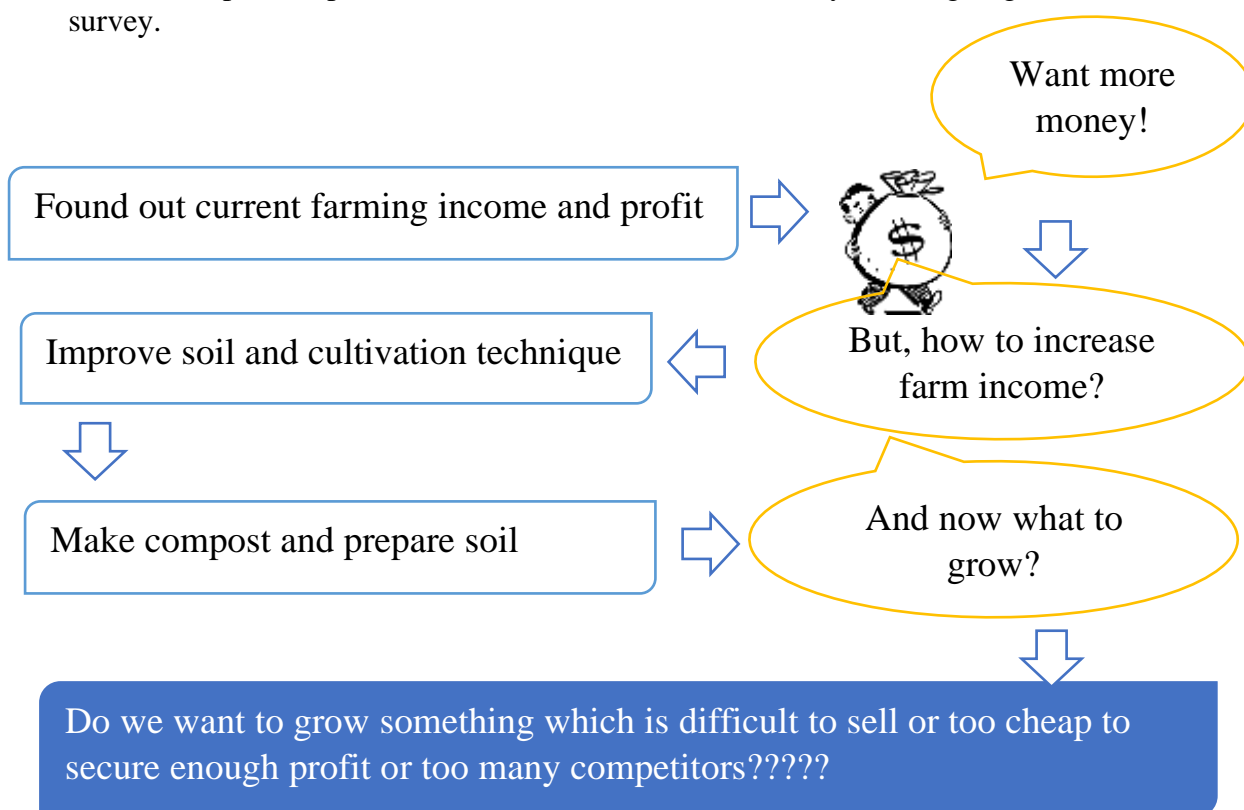 survey.
Want more
money!
Found out current farming income and profit
$
But, how to increase
farm income?
Improve soil and cultivation technique
Make compost and prepare soil
And now what to
grow?
Do we want to grow something which is difficult to sell or too cheap to
secure enough profit or too many competitors?????